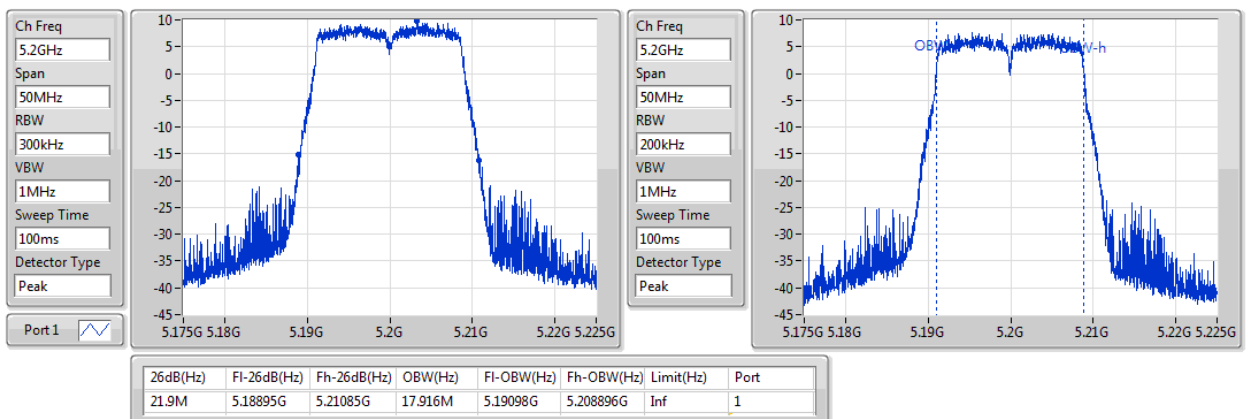 Ch Freq
5.2GHz
Span
50MHz
RBW
300kHz
VBW
1MHz
Sweep Time
100ms
Detector Type
Peak
Port 1
10
5
0
-5
-10
-15
-20
-25
-30
-35
-40
-45
5.175G 5.18G 5.19G 5.2G 5.21G 5.22G 5.225G
Ch Freq
5.2GHz
Span
50MHz
RBW
200kHz
VBW
1MHz
Sweep Time
100ms
Detector Type
Peak
10
5
0
-5
-10
-15
-20
-25
-30
-35
-40
-45
5.175G 5.18G 5.19G 5.2G 5.21G 5.22G 5.225G
26dB(Hz) Fl-26dB(Hz) Fh-26dB(Hz) OBW(Hz) Fl-OBW(Hz) Fh-OBW(Hz) Limit(Hz) Port
21.9M 5.18895G 5.21085G 17.916M 5.19098G 5.208896G Inf 1